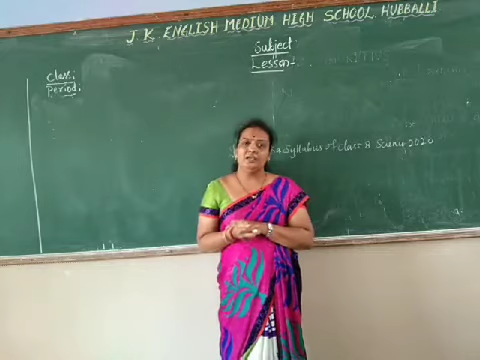 J K ENGLISH MEDIUM HIGH SCHOOL. HUBBALLI
Subject:
Lesson:-
Class:
Period:
Syllabus of Class 8 Science 2020